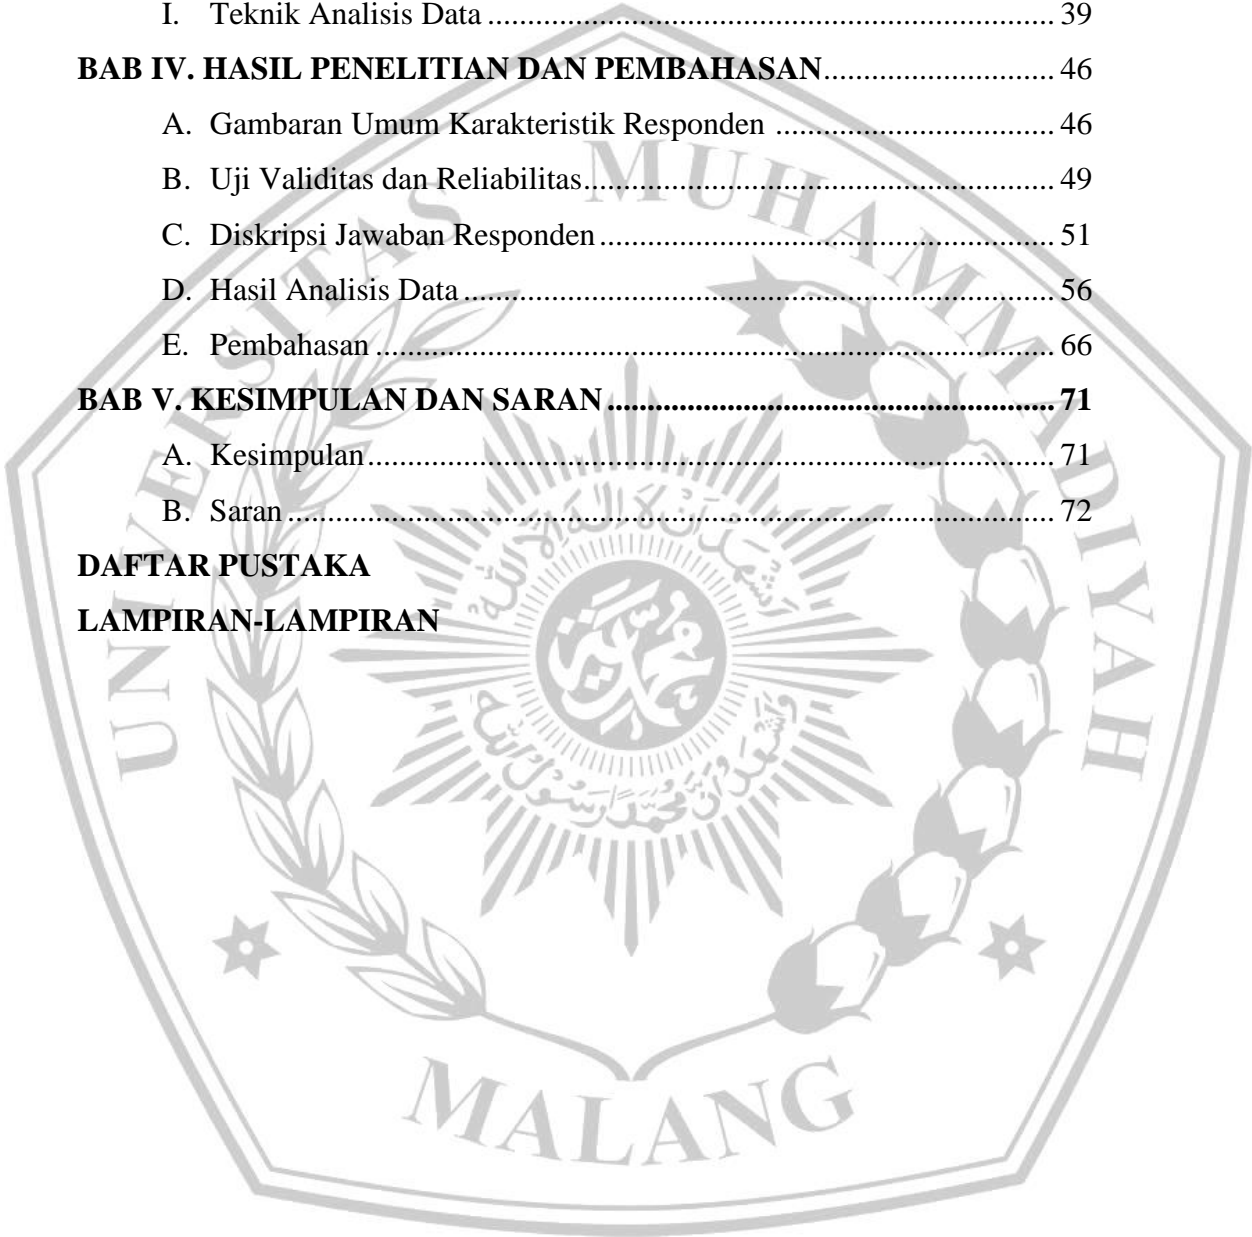 I. Teknik Analisis Data ........................................................................ 39
BAB IV. HASIL PENELITIAN DAN PEMBAHASAN ............................. 46
A. Gambaran Umum Karakteristik Responden ................................... 46
B. Uji Validitas dan Reliabilitas ............................................................ 49
C. Diskripsi Jawaban Responden .......................................................... 51
D. Hasil Analisis Data ........................................................................... 56
E. Pembahasan ...................................................................................... 66
BAB V. KESIMPULAN DAN SARAN ........................................................ 71
A. Kesimpulan ....................................................................................... 71
B. Saran ................................................................................................. 72
DAFTAR PUSTAKA
LAMPIRAN-LAMPIRAN
UNIVERSITAS MUHAMMADIYAH
MALANG